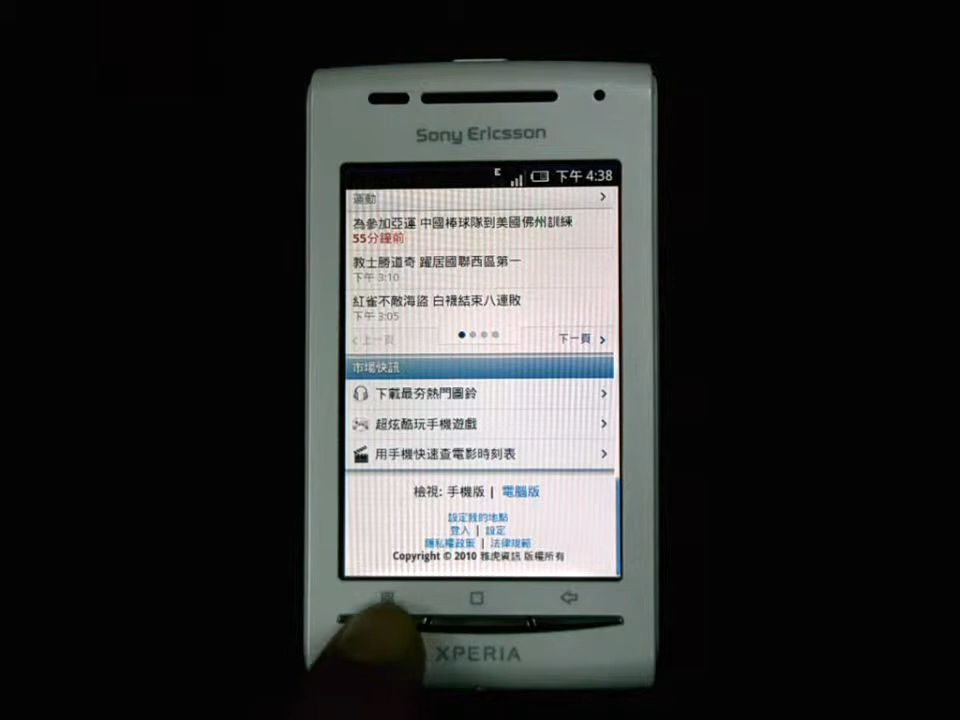 Sony Ericsson
E 下午 4:38
運動
為參加亞運 中國棒球隊到美國佛州訓練
55分鐘前
教士勝道奇 躍居國聯西區第一
下午 3:10
紅雀不敵海盜 白襪結束八連敗
下午 3:05
上一頁 下一頁
市場快訊
下載最夯熱門圖鈴
超炫酷玩手機遊戲
用手機快速查電影時刻表
檢視: 手機版 | 電腦版
設定我的地點
登入 | 設定
隱私權政策 | 法律規範
Copyright © 2010 雅虎資訊 版權所有
XPERIA